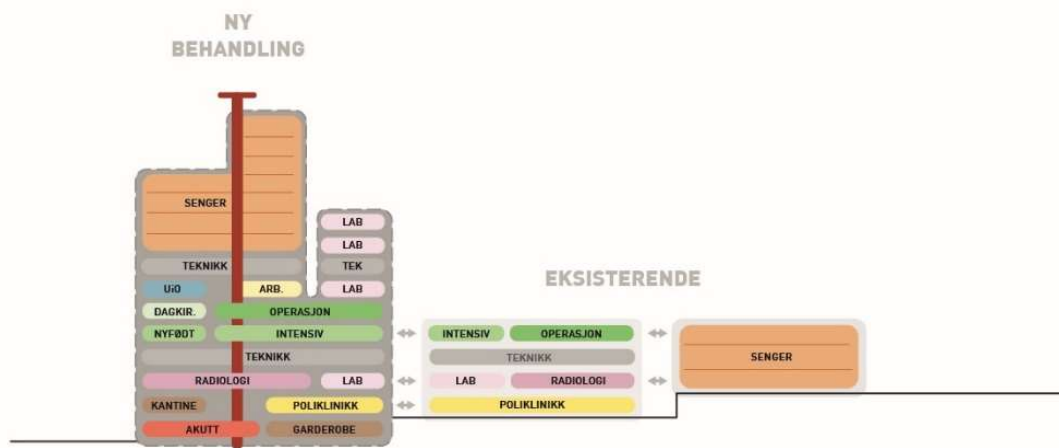 NY
BEHANDLING
SENGER
LAB
LAB
TEKNIKK TEK
UiO ARB. LAB
EKSISTERENDE
DAGKIR. OPERASJON
NYFØDT INTENSIV INTENSIV OPERASJON
TEKNIKK TEKNIKK SENGER
RADIOLOGI LAB LAB RADIOLOGI
KANTINE POLIKLINIKK POLIKLINIKK
AKUTT GARDEROBE